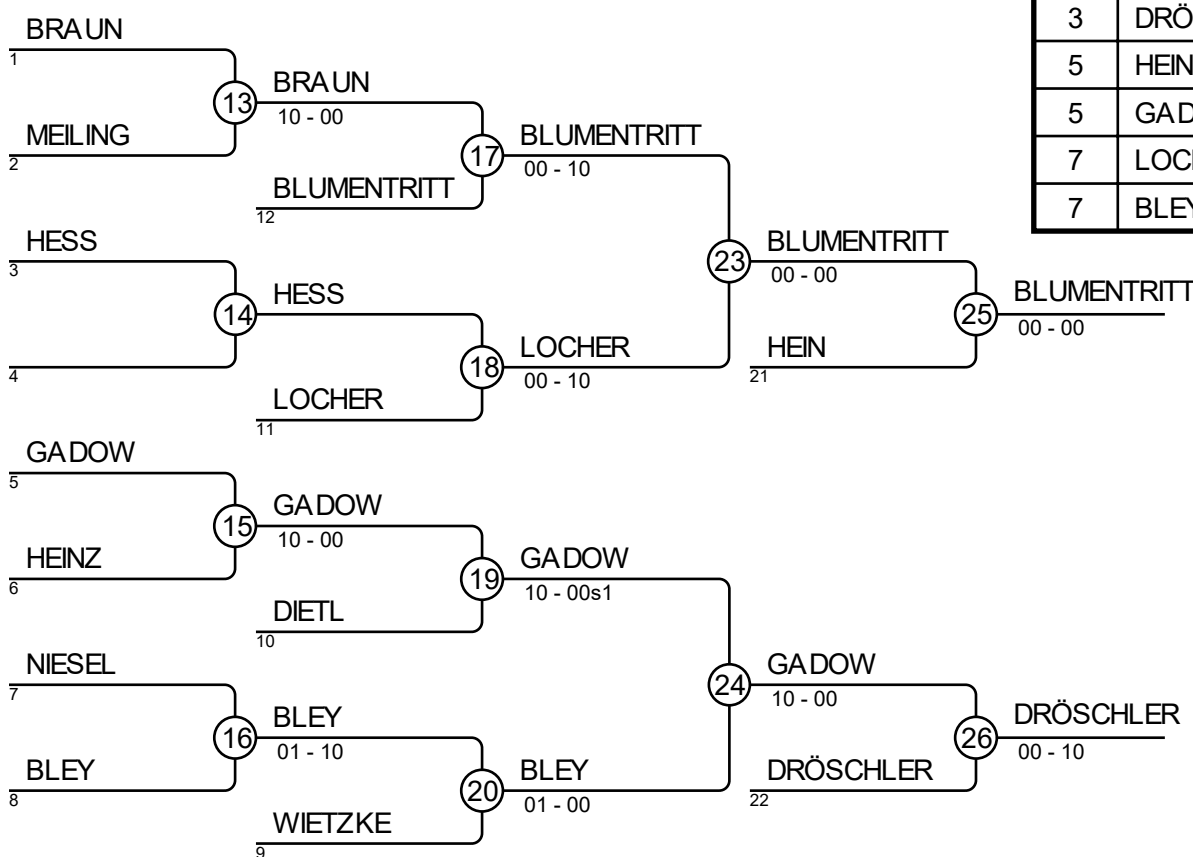 BRAUN
1
MEILING
2
13
BRAUN
10 - 00
BLUMENTRITT
12
17
BLUMENTRITT
00 - 10
HESS
3
4
14
HESS
LOCHER
11
18
LOCHER
00 - 10
23
BLUMENTRITT
00 - 00
HEIN
21
25
BLUMENTRITT
00 - 00
GADOW
5
HEINZ
6
15
GADOW
10 - 00
DIETL
10
19
GADOW
10 - 00s1
NIESEL
7
BLEY
8
16
BLEY
01 - 10
WIETZKE
9
20
BLEY
01 - 00
24
GADOW
10 - 00
DRÖSCHLER
22
26
DRÖSCHLER
00 - 10
3 DRÖ
5 HEIN
5 GAD
7
7 BLEY